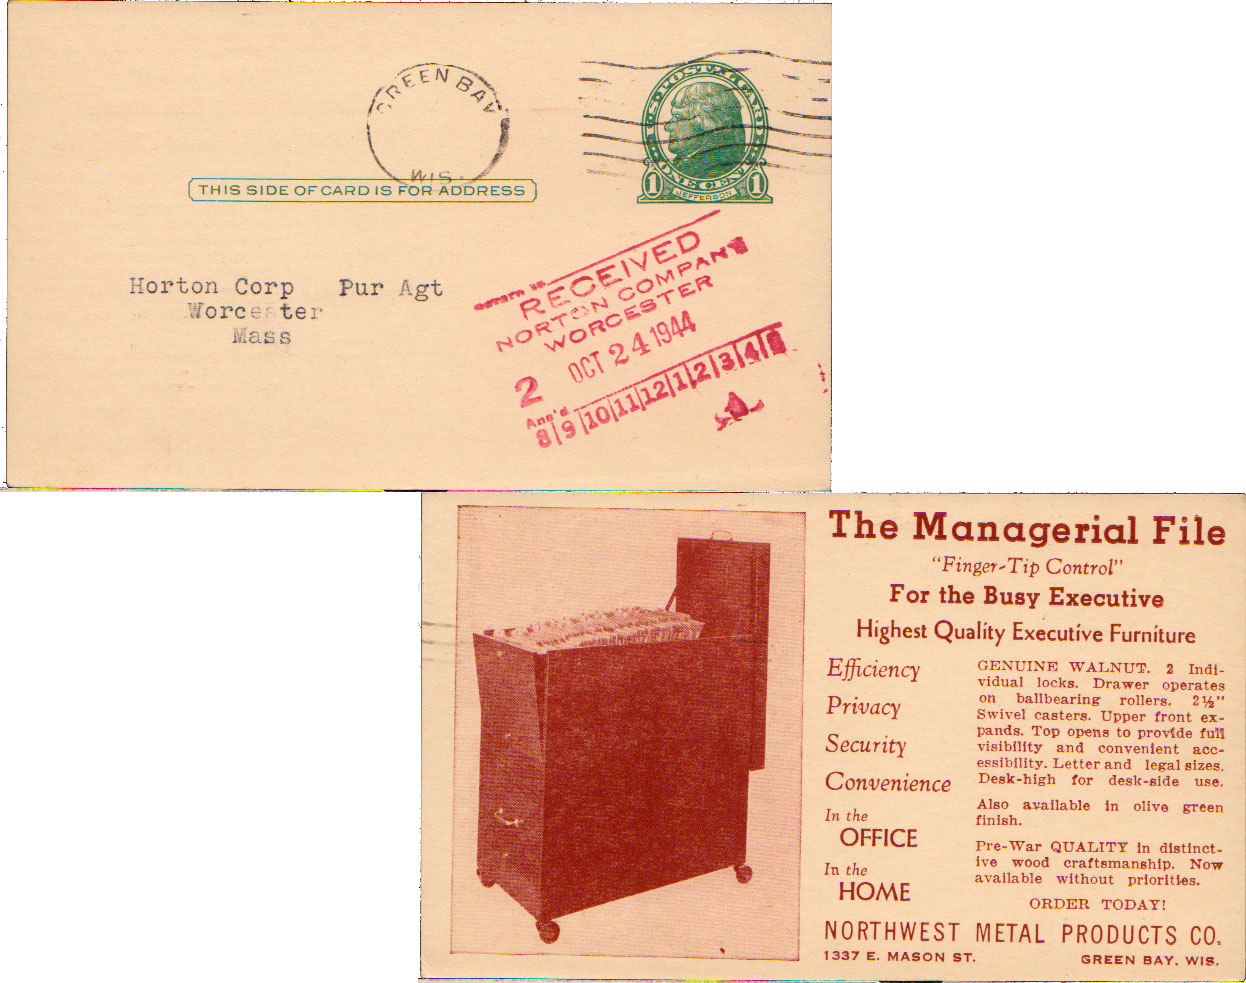 GREEN BAY
WIS.
THIS SIDE OF CARD IS FOR ADDRESS
1 JEFFERSON 1
Horton Corp Pur Agt
Worcester
Mass
RECEIVED
NORTON COMPANY
WORCESTER
2 OCT 24 1944
Ans'd
8|9|10|11|12|1|2|3|4|5
The Managerial File
"Finger-Tip Control"
For the Busy Executive
Highest Quality Executive Furniture
Efficiency
Privacy
Security
Convenience
In the
OFFICE
In the
HOME
GENUINE WALNUT. 2 Indi-
vidual locks. Drawer operates
on ballbearing rollers. 2½"
Swivel casters. Upper front ex-
pands. Top opens to provide full
visibility and convenient acc-
essibility. Letter and legal sizes.
Desk-high for desk-side use.
Also available in olive green
finish.
Pre-War QUALITY in distinct-
ive wood craftsmanship. Now
available without priorities.
ORDER TODAY!
NORTHWEST METAL PRODUCTS CO.
1337 E. MASON ST. GREEN BAY, WIS.